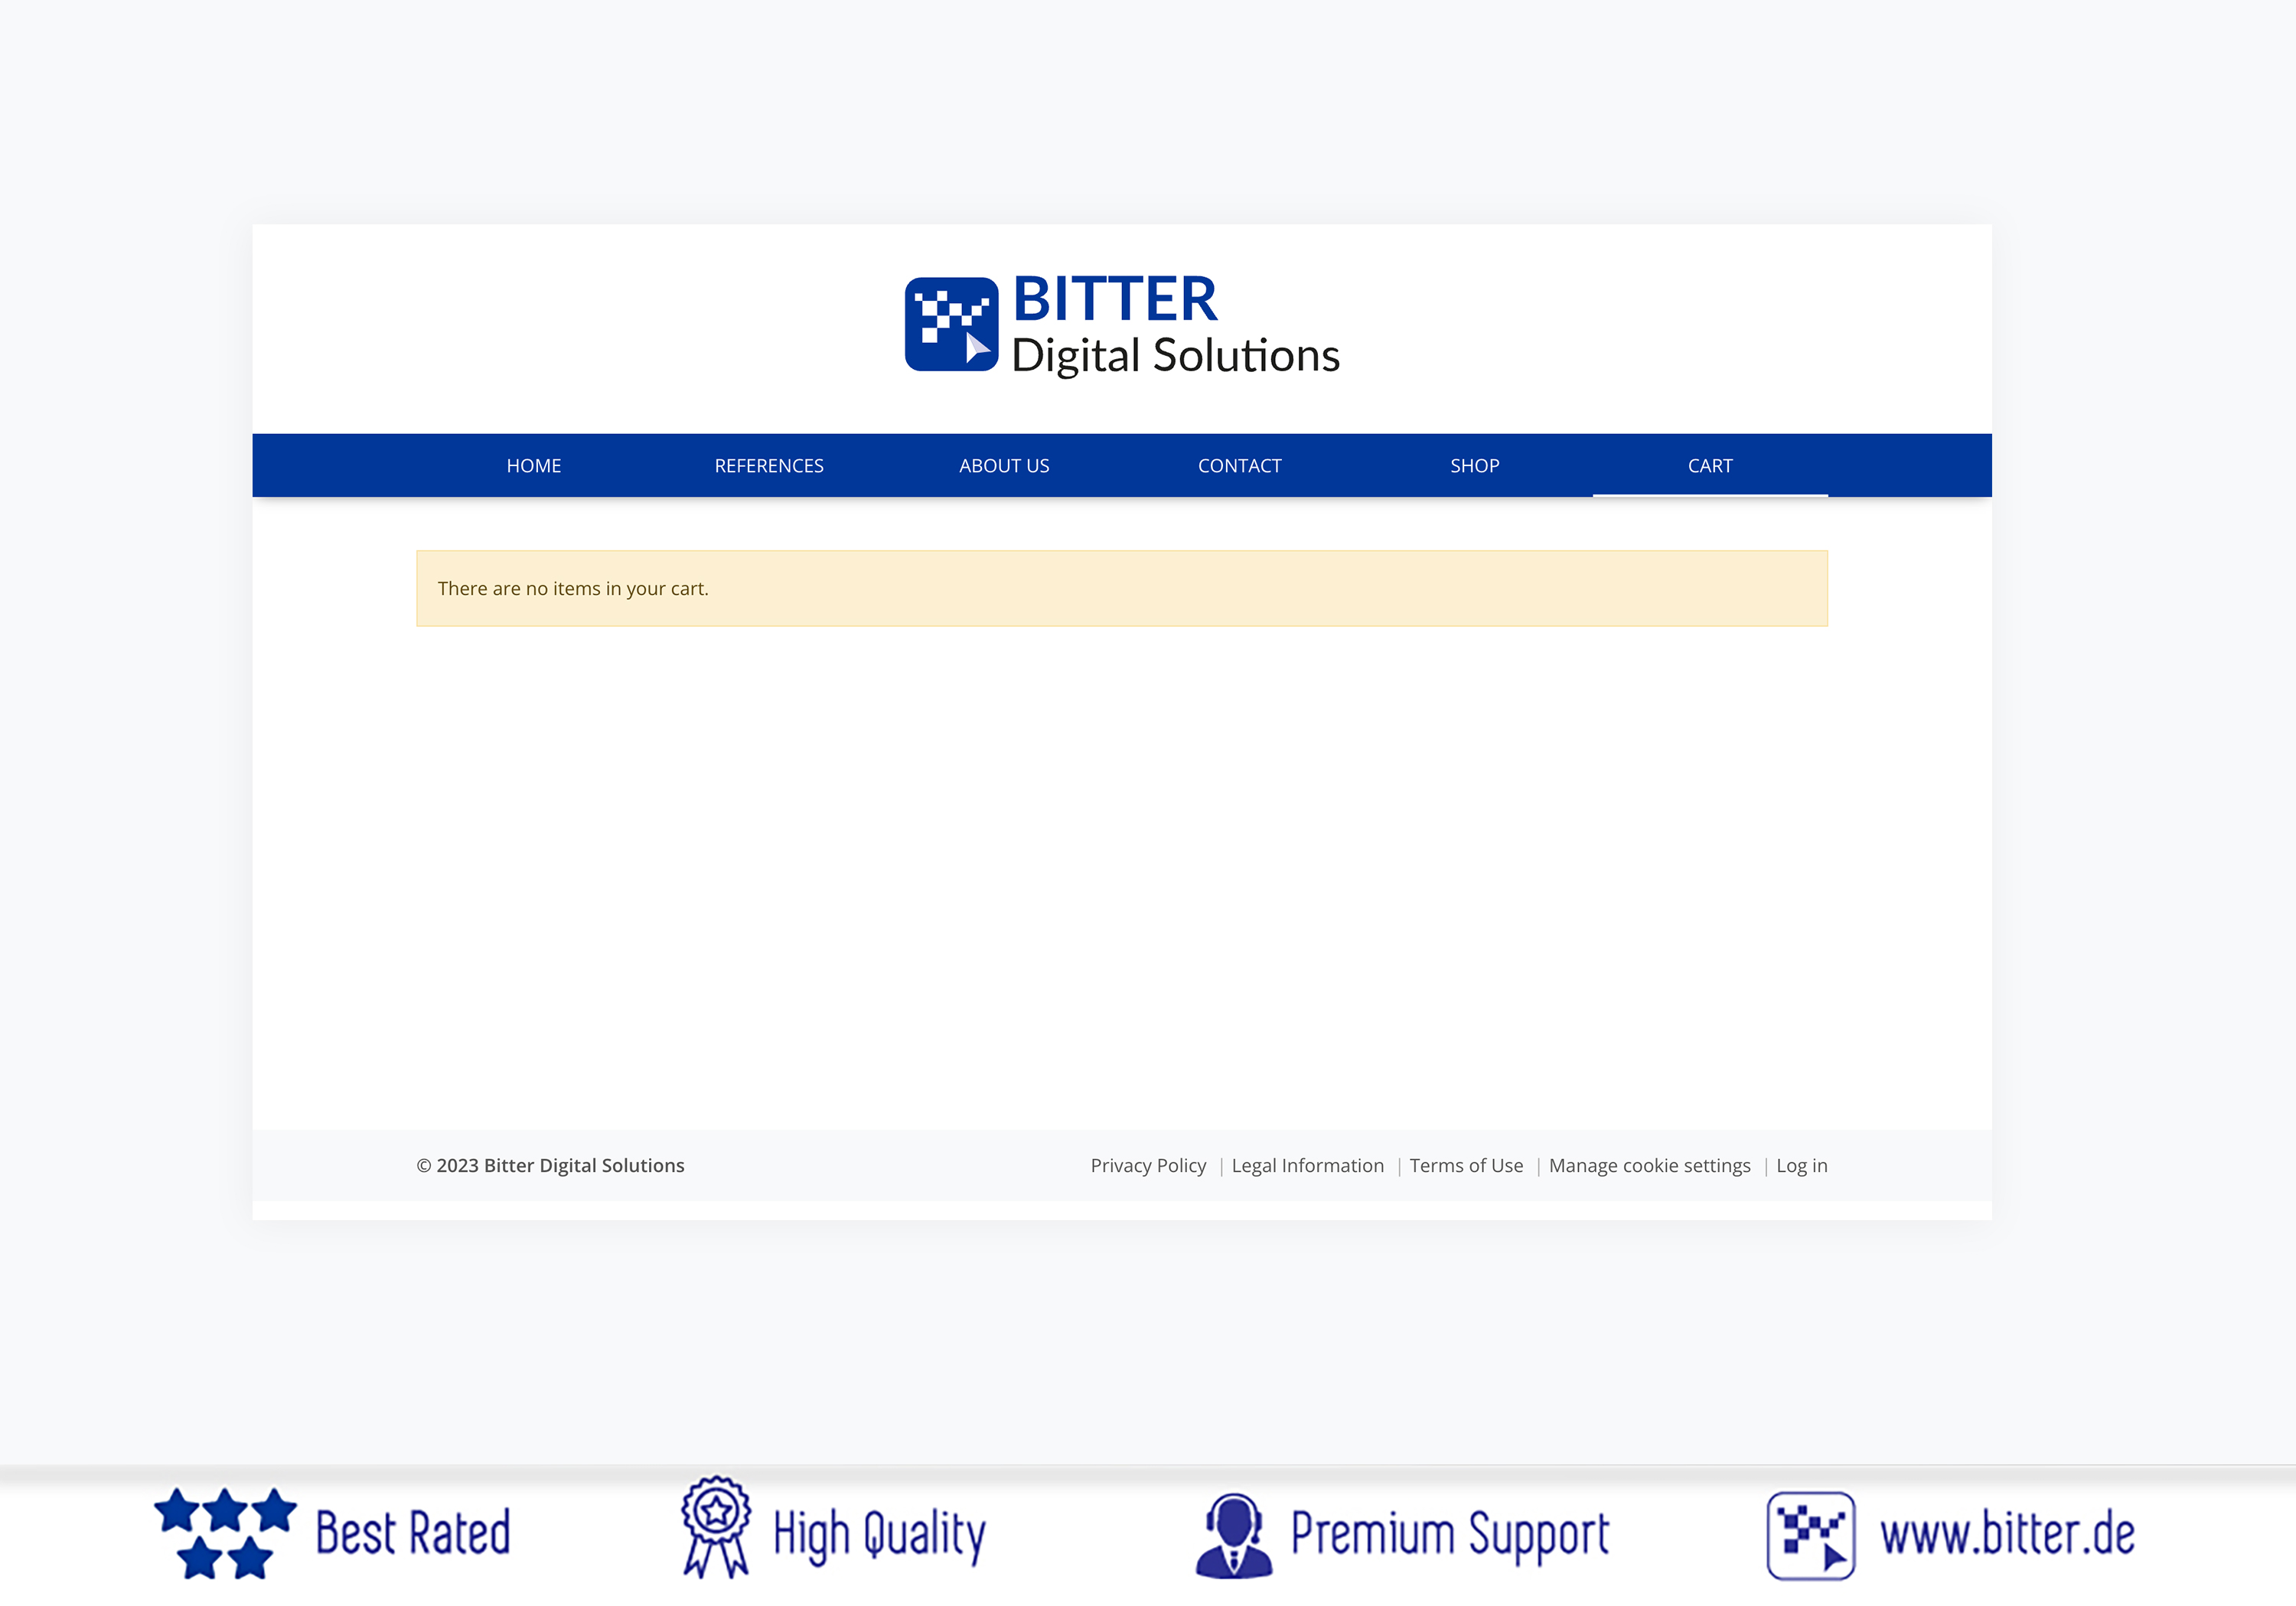 BITTER
Digital Solutions
HOME REFERENCES ABOUT US CONTACT SHOP CART
There are no items in your cart.
© 2023 Bitter Digital Solutions Privacy Policy | Legal Information | Terms of Use | Manage cookie settings | Log in
Best Rated High Quality Premium Support www.bitter.de